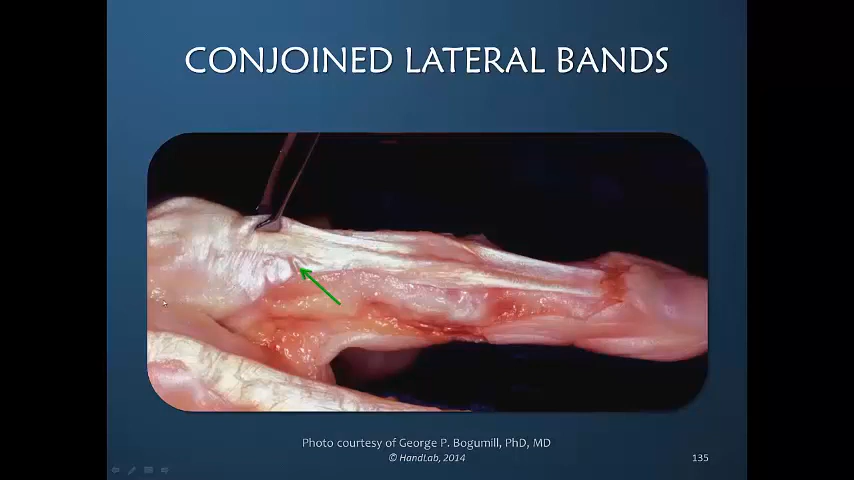 CONJOINED LATERAL BANDS
Photo courtesy of George P. Bogumill, PhD, MD
© HandLab, 2014
135